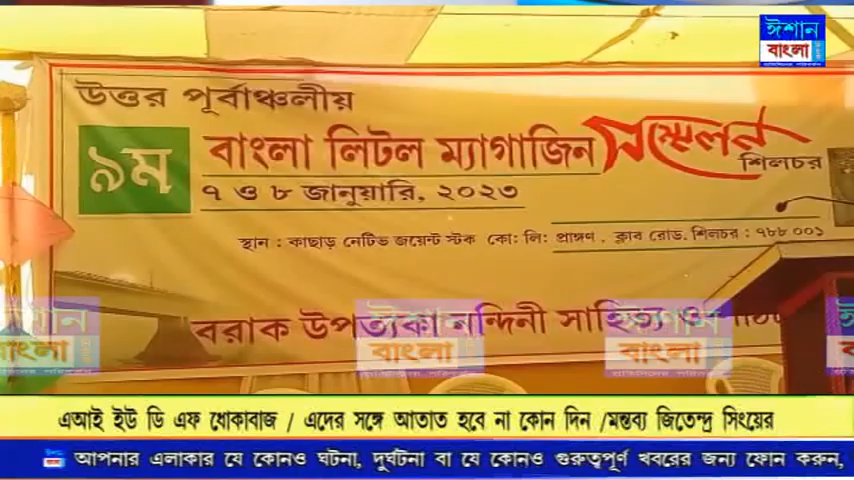 ঈশান
বাংলা
উত্তর পূর্বাঞ্চলীয়
৯ম
বাংলা লিটল ম্যাগাজিন সম্মেলন
শিলচর
৭ ও ৮ জানুয়ারি, ২০২৩
স্থান : কাছাড় নেটিভ জয়েন্ট স্টক কো: লি: প্রাঙ্গণ . ক্লাব রোড. শিলচর : ৭৮৮ ০০১
বরাক উপত্যকা নন্দিনী সাহিত্য ও
ঈশান
বাংলা
ঈশান
বাংলা
এআই ইউ ডি এফ ধোকাবাজ / এদের সঙ্গে আতাত হবে না কোন দিন /মন্তব্য জিতেন্দ্র সিংয়ের
আপনার এলাকার যে কোনও ঘটনা, দুর্ঘটনা বা যে কোনও গুরুত্বপূর্ণ খবরের জন্য ফোন করুন,